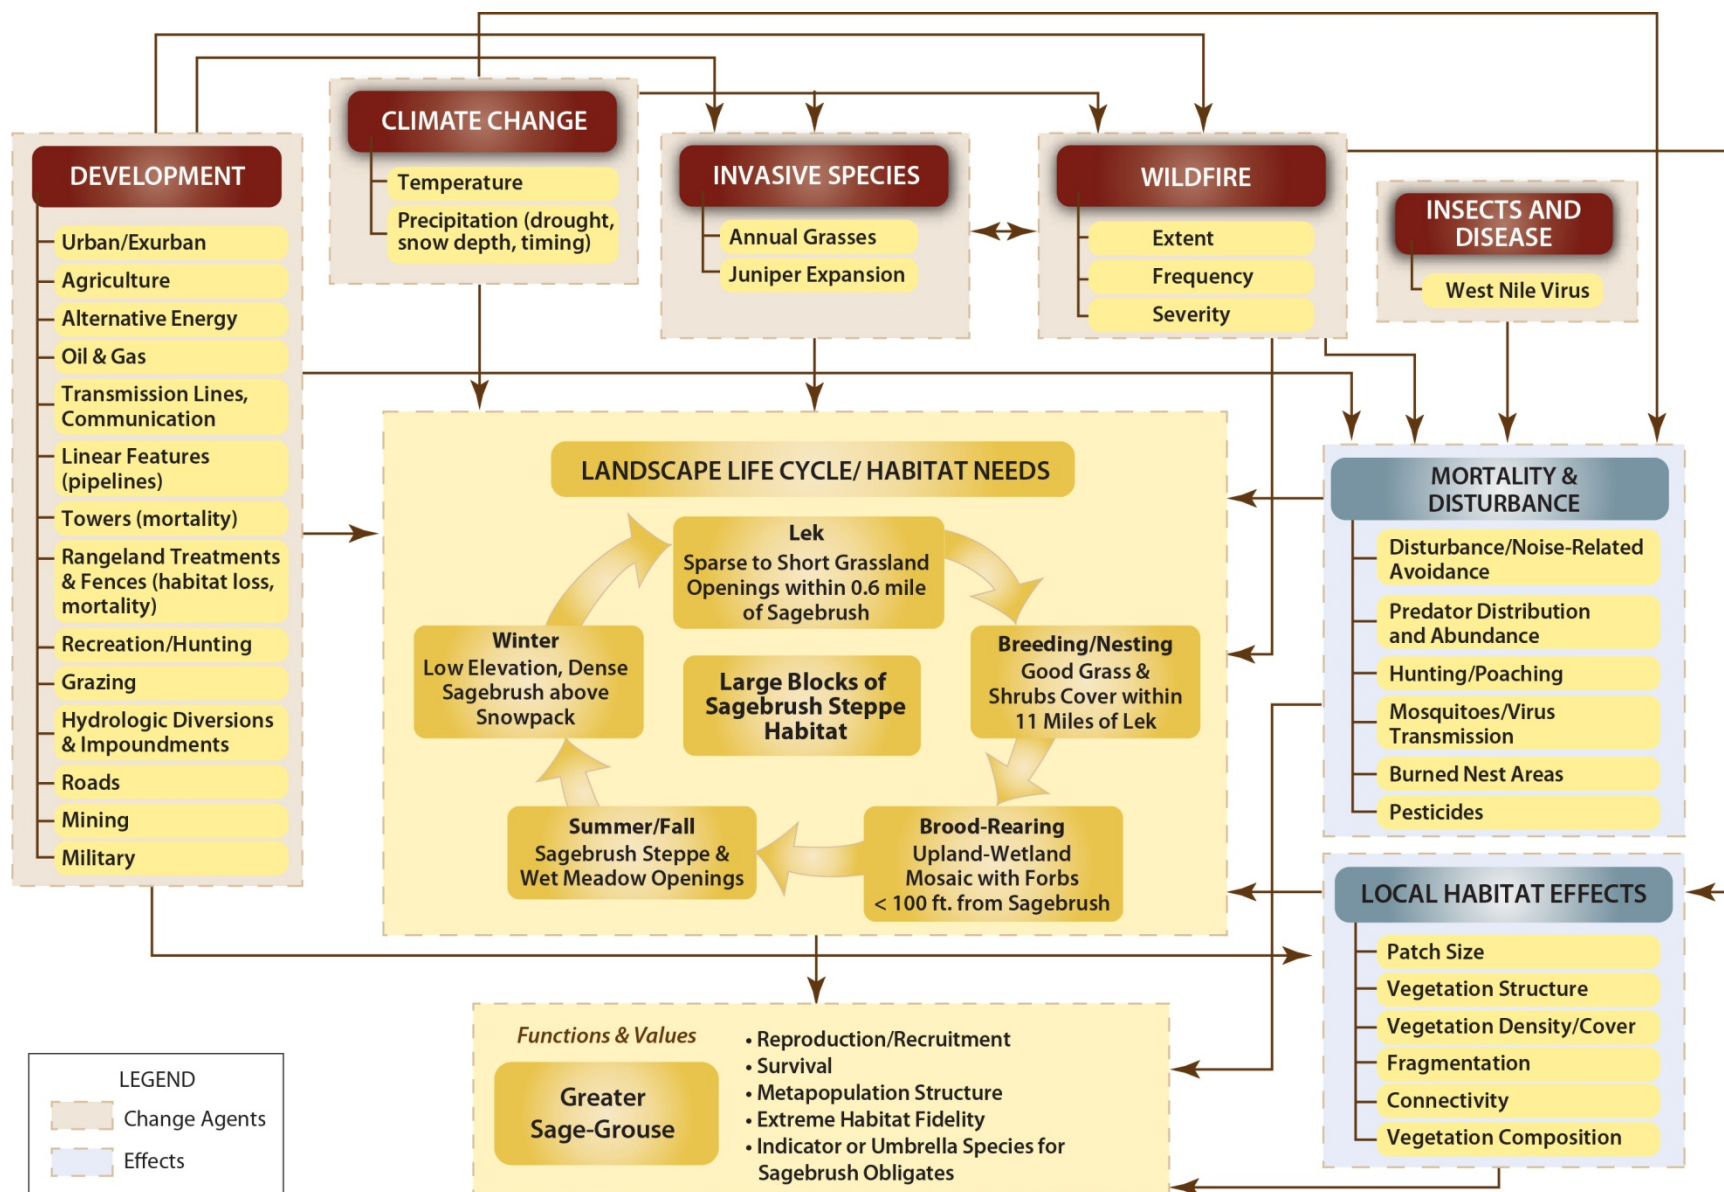 DEVELOPMENT
Urban/Exurban
Agriculture
Alternative Energy
Oil & Gas
Transmission Lines,
Communication
Linear Features
(pipelines)
Towers (mortality)
Rangeland Treatments
& Fences (habitat loss,
mortality)
Recreation/Hunting
Grazing
Hydrologic Diversions
& Impoundments
Roads
Mining
Military
CLIMATE CHANGE
Temperature
Precipitation (drought,
snow depth, timing)
INVASIVE SPECIES
Annual Grasses
Juniper Expansion
WILDFIRE
Extent
Frequency
Severity
INSECTS AND
DISEASE
West Nile Virus
LANDSCAPE LIFE CYCLE/ HABITAT NEEDS
Lek
Sparse to Short Grassland
Openings within 0.6 mile
of Sagebrush
Breeding/Nesting
Good Grass &
Shrubs Cover within
11 Miles of Lek
Brood-Rearing
Upland-Wetland
Mosaic with Forbs
< 100 ft. from Sagebrush
Summer/Fall
Sagebrush Steppe &
Wet Meadow Openings
Winter
Low Elevation, Dense
Sagebrush above
Snowpack
Large Blocks of
Sagebrush Steppe
Habitat
MORTALITY &
DISTURBANCE
Disturbance/Noise-Related
Avoidance
Predator Distribution
and Abundance
Hunting/Poaching
Mosquitoes/Virus
Transmission
Burned Nest Areas
Pesticides
LOCAL HABITAT EFFECTS
Patch Size
Vegetation Structure
Vegetation Density/Cover
Fragmentation
Connectivity
Vegetation Composition
Functions & Values
Greater
Sage-Grouse
• Reproduction/Recruitment
• Survival
• Metapopulation Structure
• Extreme Habitat Fidelity
• Indicator or Umbrella Species for
Sagebrush Obligates
LEGEND
Change Agents
Effects